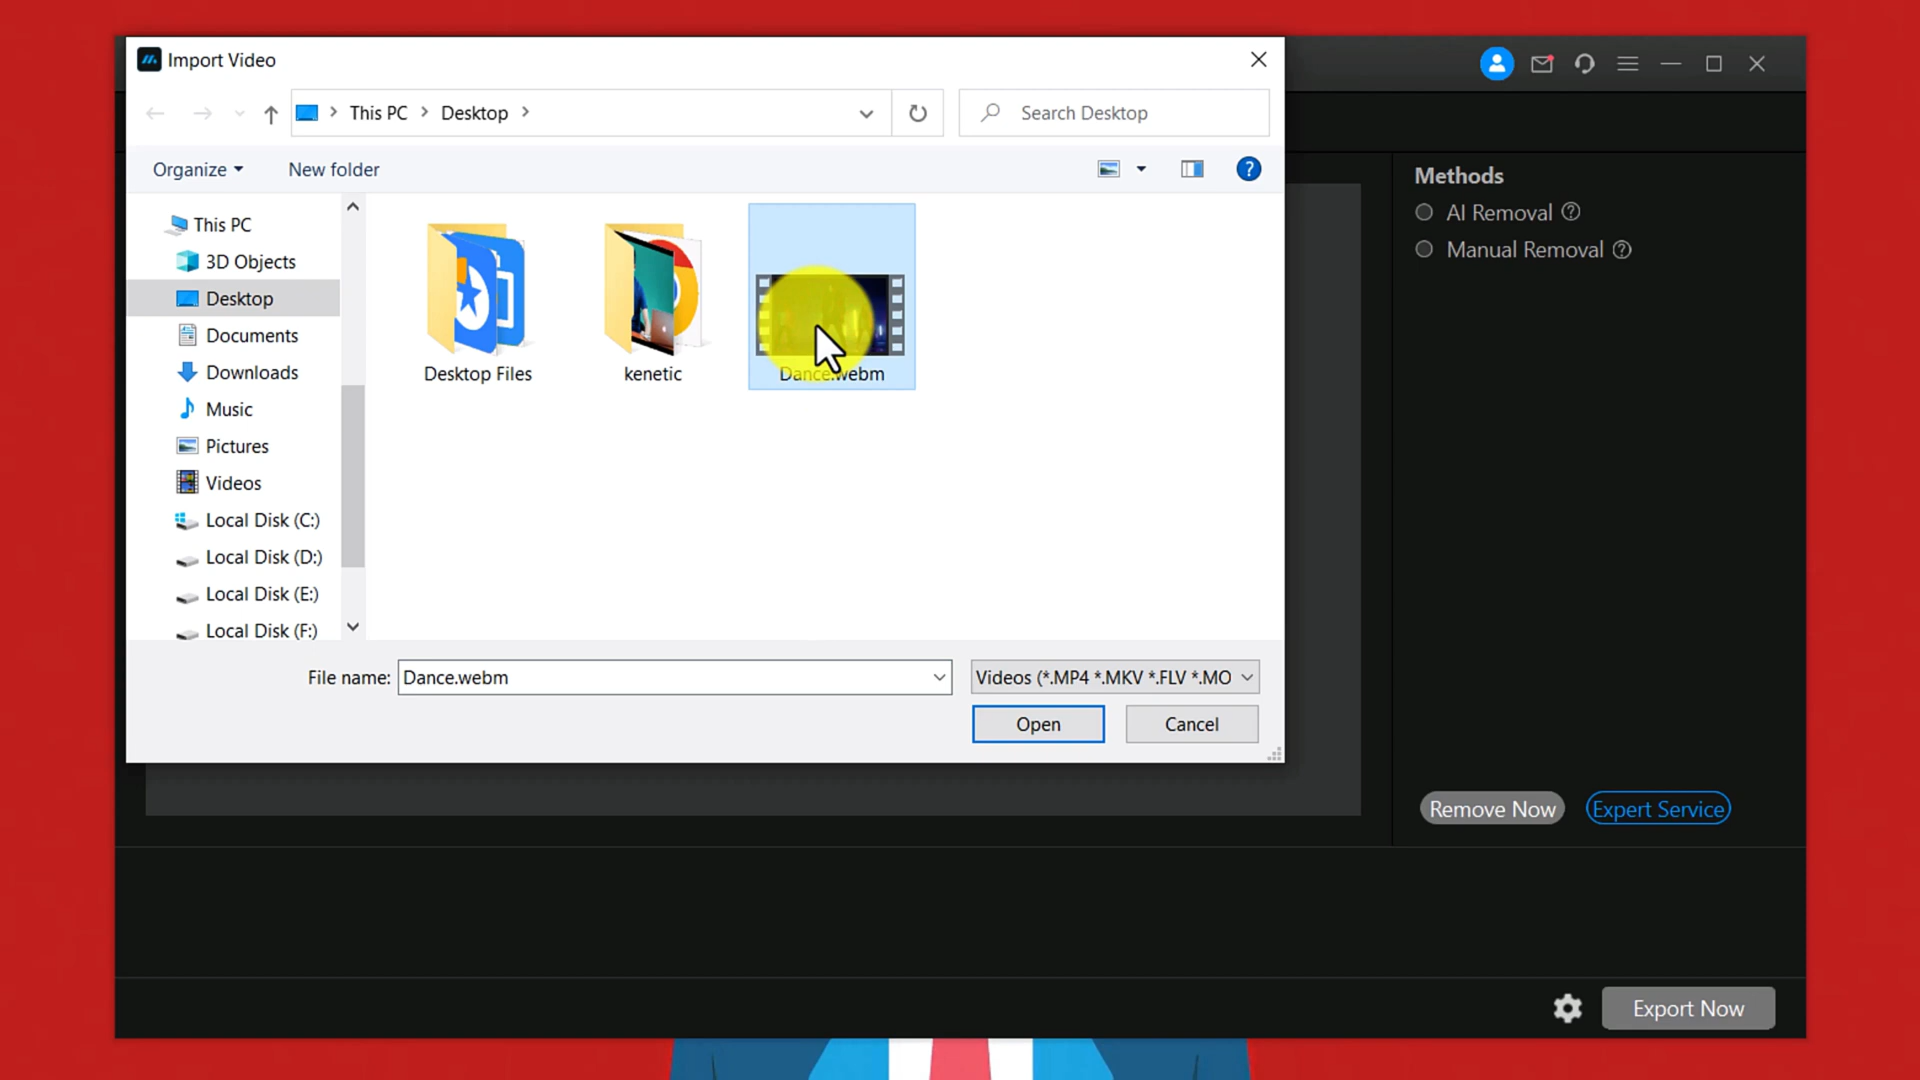 Import Video
This PC
Desktop
Search Desktop
Organize
New folder
This PC
3D Objects
Desktop
Documents
Downloads
Music
Pictures
Videos
Local Disk (C:)
Local Disk (D:)
Local Disk (E:)
Local Disk (F:)
Desktop Files
kenetic
Dance.webm
File name:
Dance.webm
Videos (*.MP4 *.MKV *.FLV *.MO
Open
Cancel
Methods
AI Removal
Manual Removal
Remove Now
Expert Service
Export Now